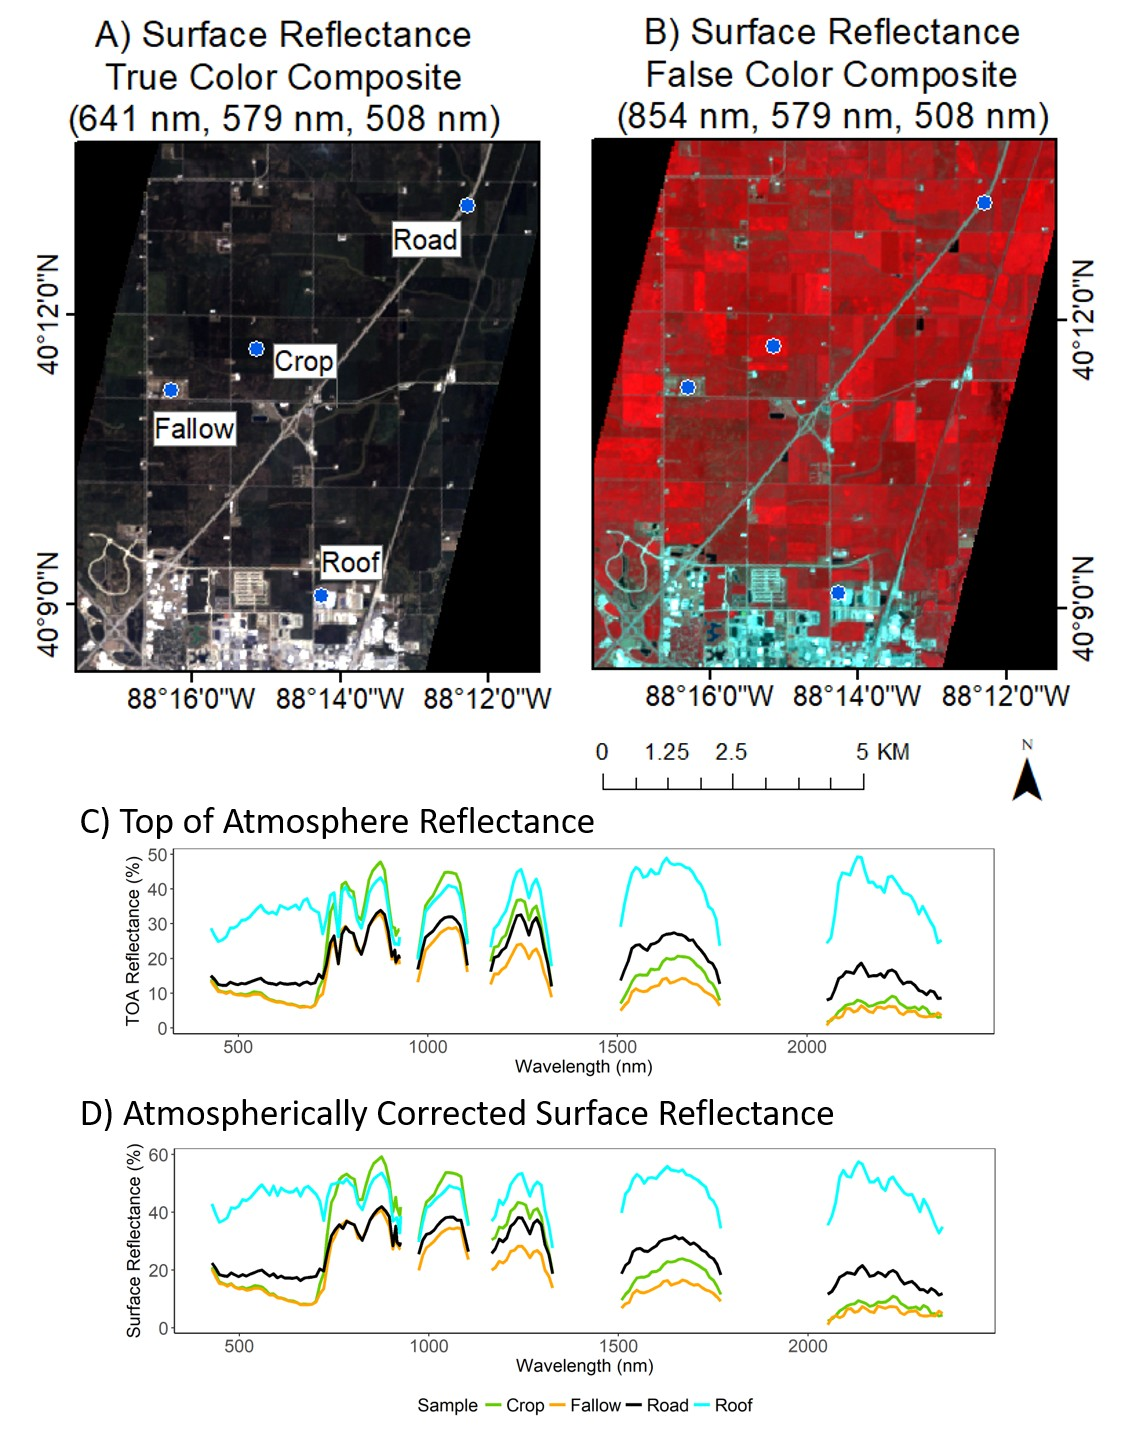 A) Surface Reflectance
True Color Composite
(641 nm, 579 nm, 508 nm)
B) Surface Reflectance
False Color Composite
(854 nm, 579 nm, 508 nm)
Road
Crop
Fallow
Roof
40°12'0"N
40°9'0"N
40°12'0"N
40°9'0"N
88°16'0"W 88°14'0"W 88°12'0"W
88°16'0"W 88°14'0"W 88°12'0"W
0 1.25 2.5 5 KM
N
C) Top of Atmosphere Reflectance
TOA Reflectance (%)
50
40
30
20
10
0
500 1000 1500 2000
Wavelength (nm)
D) Atmospherically Corrected Surface Reflectance
Surface Reflectance (%)
60
40
20
0
500 1000 1500 2000
Wavelength (nm)
Sample Crop Fallow Road Roof